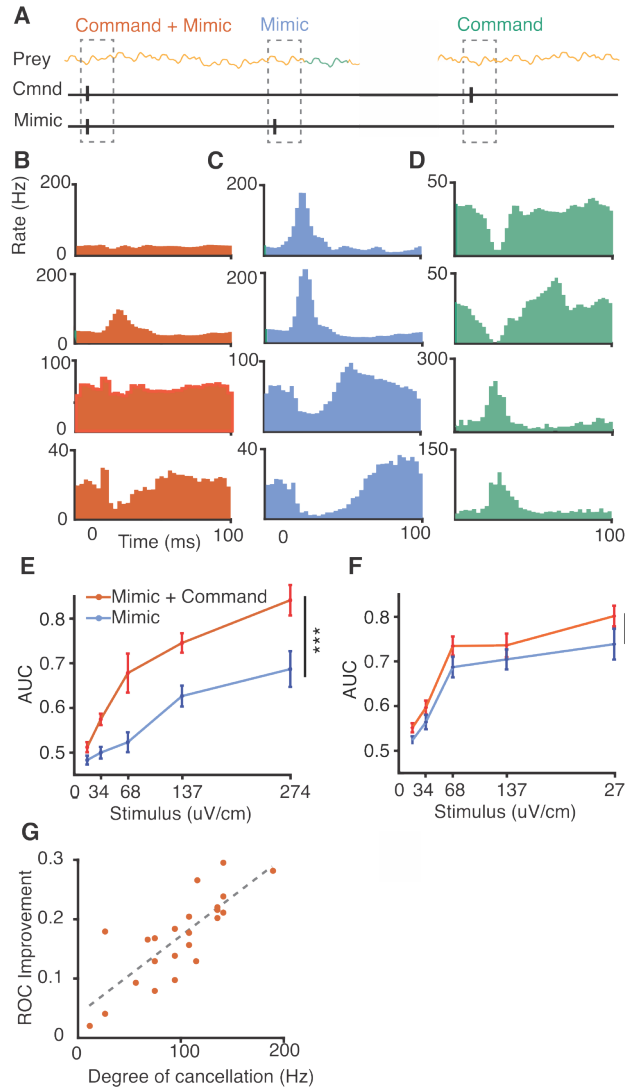 A
Command + Mimic Mimic Command
Prey
Cmnd
Mimic
B C D
Rate (Hz)
200
0
200
50
200
0
200
50
100
0
100
300
40
0
40
150
0 Time (ms) 100
0 100
100
E
Mimic + Command
Mimic
AUC
0.8
0.7
0.6
0.5
0 34 68 137 274
Stimulus (uV/cm)
***
F
AUC
0.8
0.7
0.6
0.5
0 34 68 137 27
Stimulus (uV/cm)
G
ROC Improvement
0.3
0.2
0.1
0
100 200
Degree of cancellation (Hz)